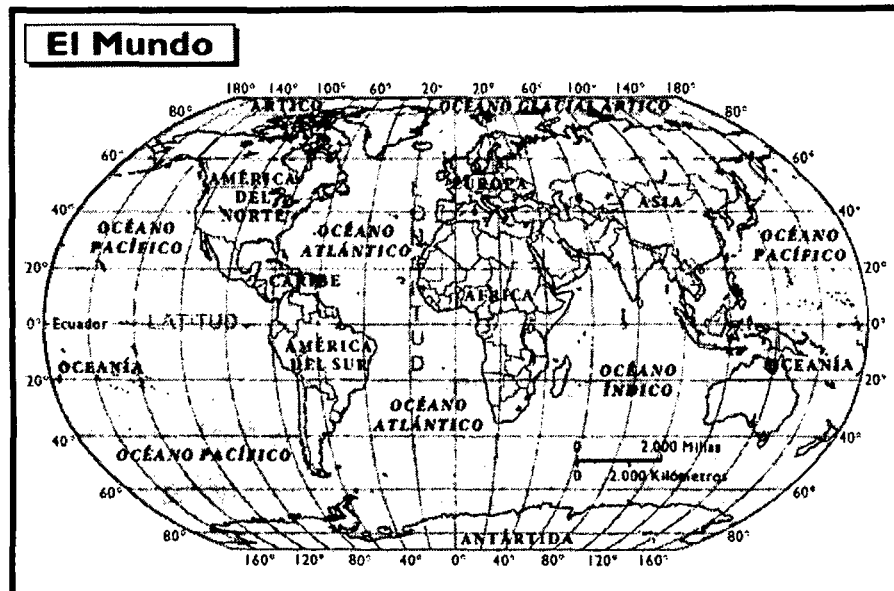 El Mundo
180° 140° 100° 60° 20° 20° 60° 100° 140° 180°
80° ÁRTICO OCÉANO GLACIAL ÁRTICO 80°
60° 60°
AMÉRICA
DEL
NORTE
EUROPA
ASIA
40° 40°
OCÉANO
PACÍFICO
OCÉANO
ATLÁNTICO
OCÉANO
PACÍFICO
LONGITUD
20° 20°
CARIBE
ÁFRICA
0° Ecuador LATITUD 0°
AMÉRICA
DEL SUR
OCEANÍA
OCÉANO
ÍNDICO
OCEANÍA
20° 20°
OCÉANO
ATLÁNTICO
40° 40°
OCÉANO PACÍFICO
0 2.000 Millas
0 2.000 Kilómetros
60° 60°
80° 80°
ANTÁRTIDA
160° 120° 80° 40° 0° 40° 80° 120° 160°